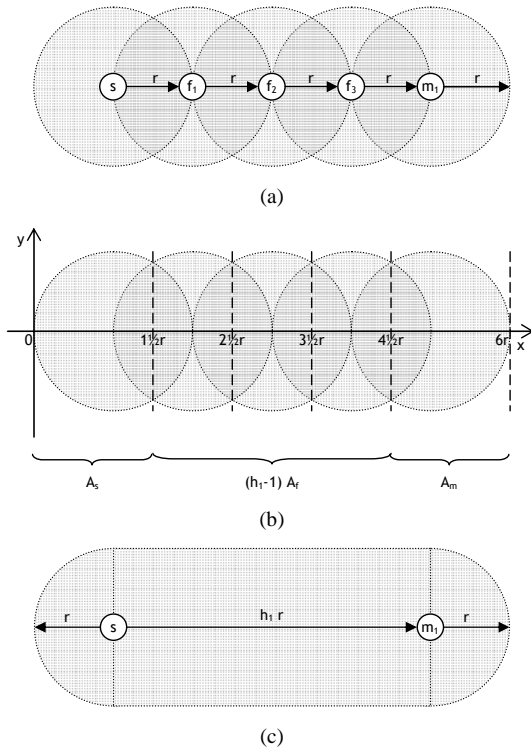 r r r r r
s f₁ f₂ f₃ m₁
(a)
y
0 1½r 2½r 3½r 4½r 6r x
Aₛ (h₁-1) A_f Aₘ
(b)
r h₁ r r
s m₁
(c)